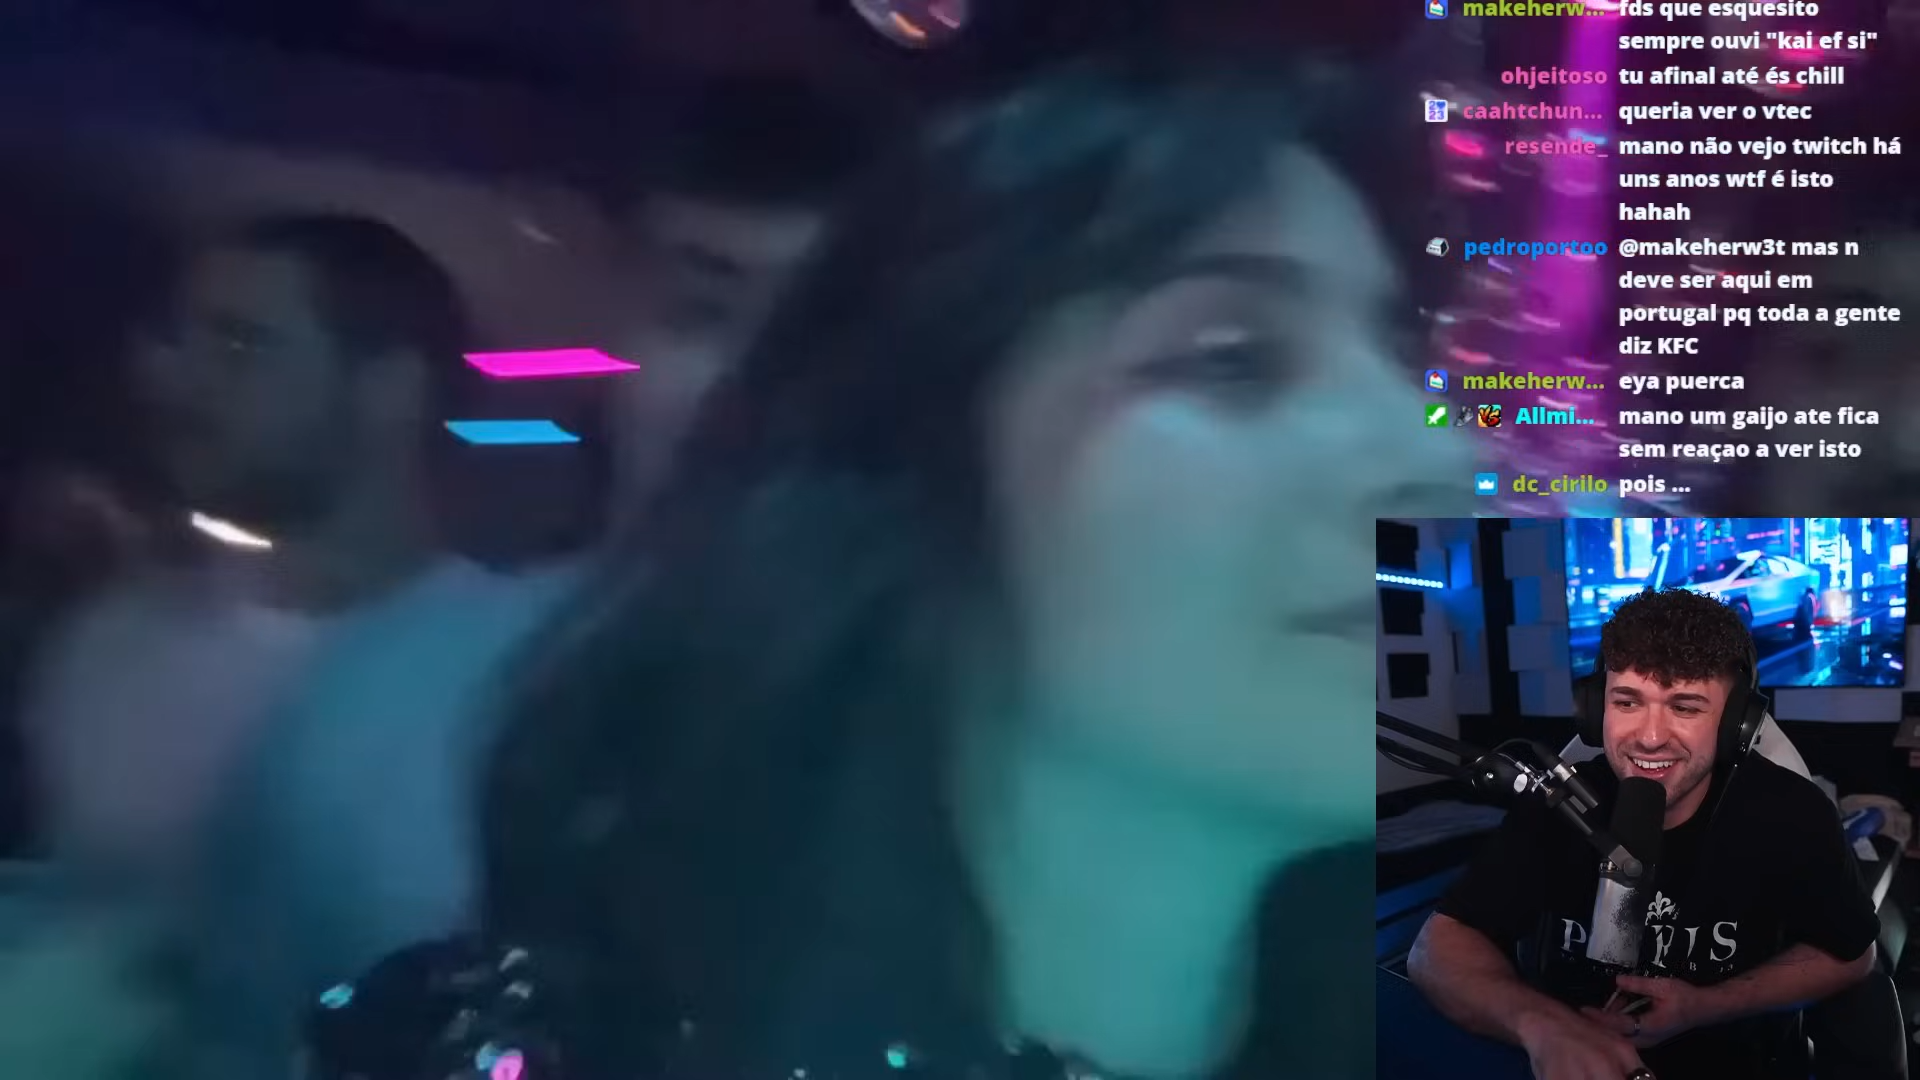 makeherw... fds que esquesito
sempre ouvi "kai ef si"
ohjeitoso tu afinal até és chill
caahtchun... queria ver o vtec
resende_ mano não vejo twitch há
uns anos wtf é isto
hahah
pedroportoo @makeherw3t mas n
deve ser aqui em
portugal pq toda a gente
diz KFC
makeherw... eya puerca
Allmi... mano um gaijo ate fica
sem reaçao a ver isto
dc_cirilo pois ...